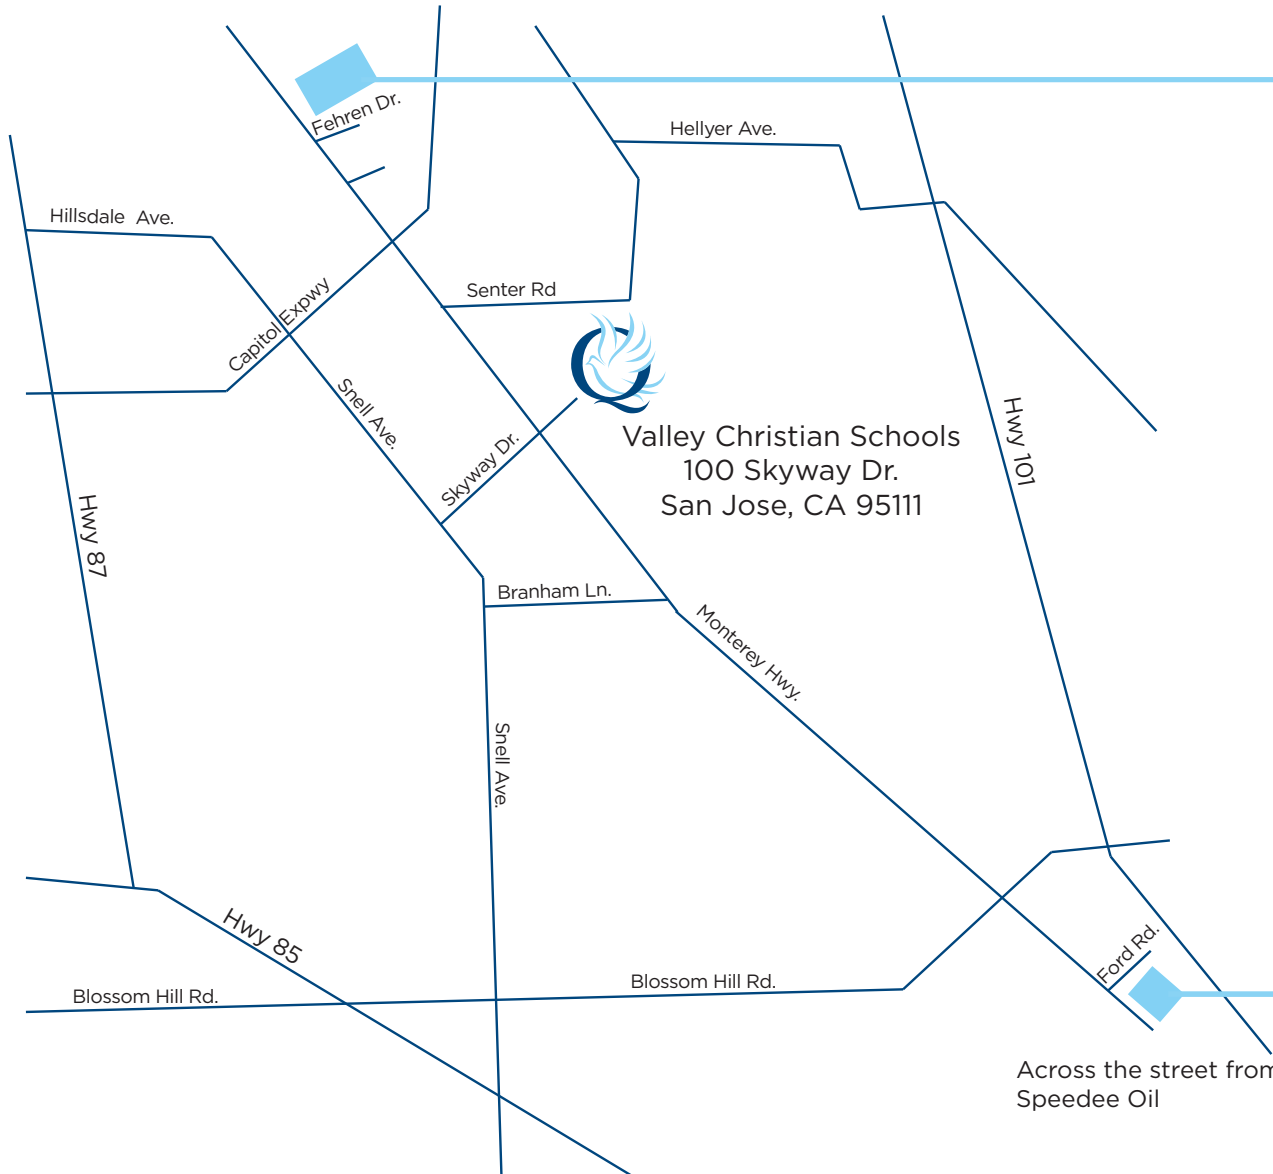 Fehren Dr.
Hellyer Ave.
Hillsdale Ave.
Capitol Expwy
Senter Rd
Snell Ave.
Skyway Dr.
Valley Christian Schools
100 Skyway Dr.
San Jose, CA 95111
Hwy 101
Hwy 87
Branham Ln.
Monterey Hwy.
Snell Ave.
Hwy 85
Blossom Hill Rd.
Blossom Hill Rd.
Ford Rd.
Across the street from
Speedee Oil